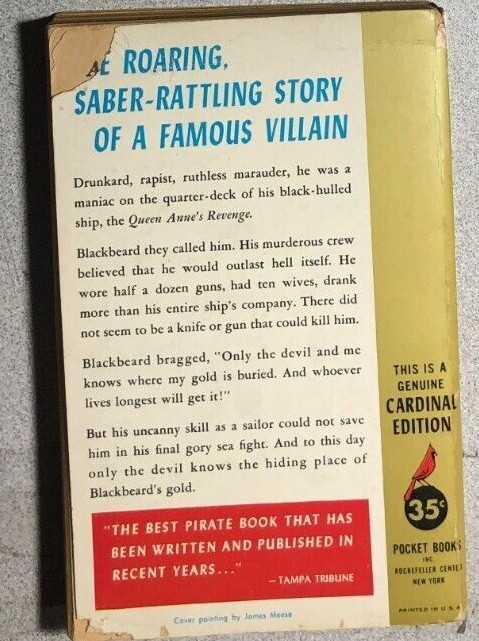 E ROARING,
SABER-RATTLING STORY
OF A FAMOUS VILLAIN
Drunkard, rapist, ruthless marauder, he was a
maniac on the quarter-deck of his black-hulled
ship, the Queen Anne's Revenge.
Blackbeard they called him. His murderous crew
believed that he would outlast hell itself. He
wore half a dozen guns, had ten wives, drank
more than his entire ship's company. There did
not seem to be a knife or gun that could kill him.
Blackbeard bragged, "Only the devil and me
knows where my gold is buried. And whoever
lives longest will get it!"
But his uncanny skill as a sailor could not save
him in his final gory sea fight. And to this day
only the devil knows the hiding place of
Blackbeard's gold.
"THE BEST PIRATE BOOK THAT HAS
BEEN WRITTEN AND PUBLISHED IN
RECENT YEARS..."
—TAMPA TRIBUNE
Cover painting by James Meese
THIS IS A
GENUINE
CARDINAL
EDITION
35¢
POCKET BOOKS
INC.
ROCKEFELLER CENTER
NEW YORK
PRINTED IN U.S.A